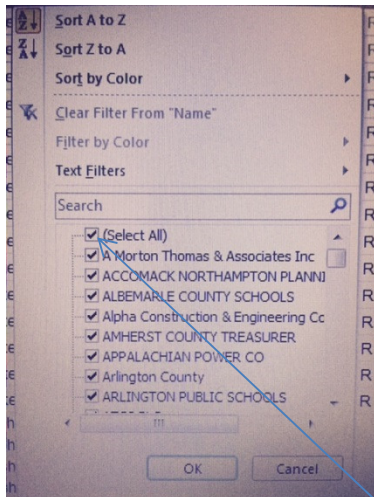 Sort A to Z
Sort Z to A
Sort by Color
Clear Filter From "Name"
Filter by Color
Text Filters
Search
(Select All)
A Morton Thomas & Associates Inc
ACCOMACK NORTHAMPTON PLANNI
ALBEMARLE COUNTY SCHOOLS
Alpha Construction & Engineering Cc
AMHERST COUNTY TREASURER
APPALACHIAN POWER CO
Arlington County
ARLINGTON PUBLIC SCHOOLS
OK Cancel